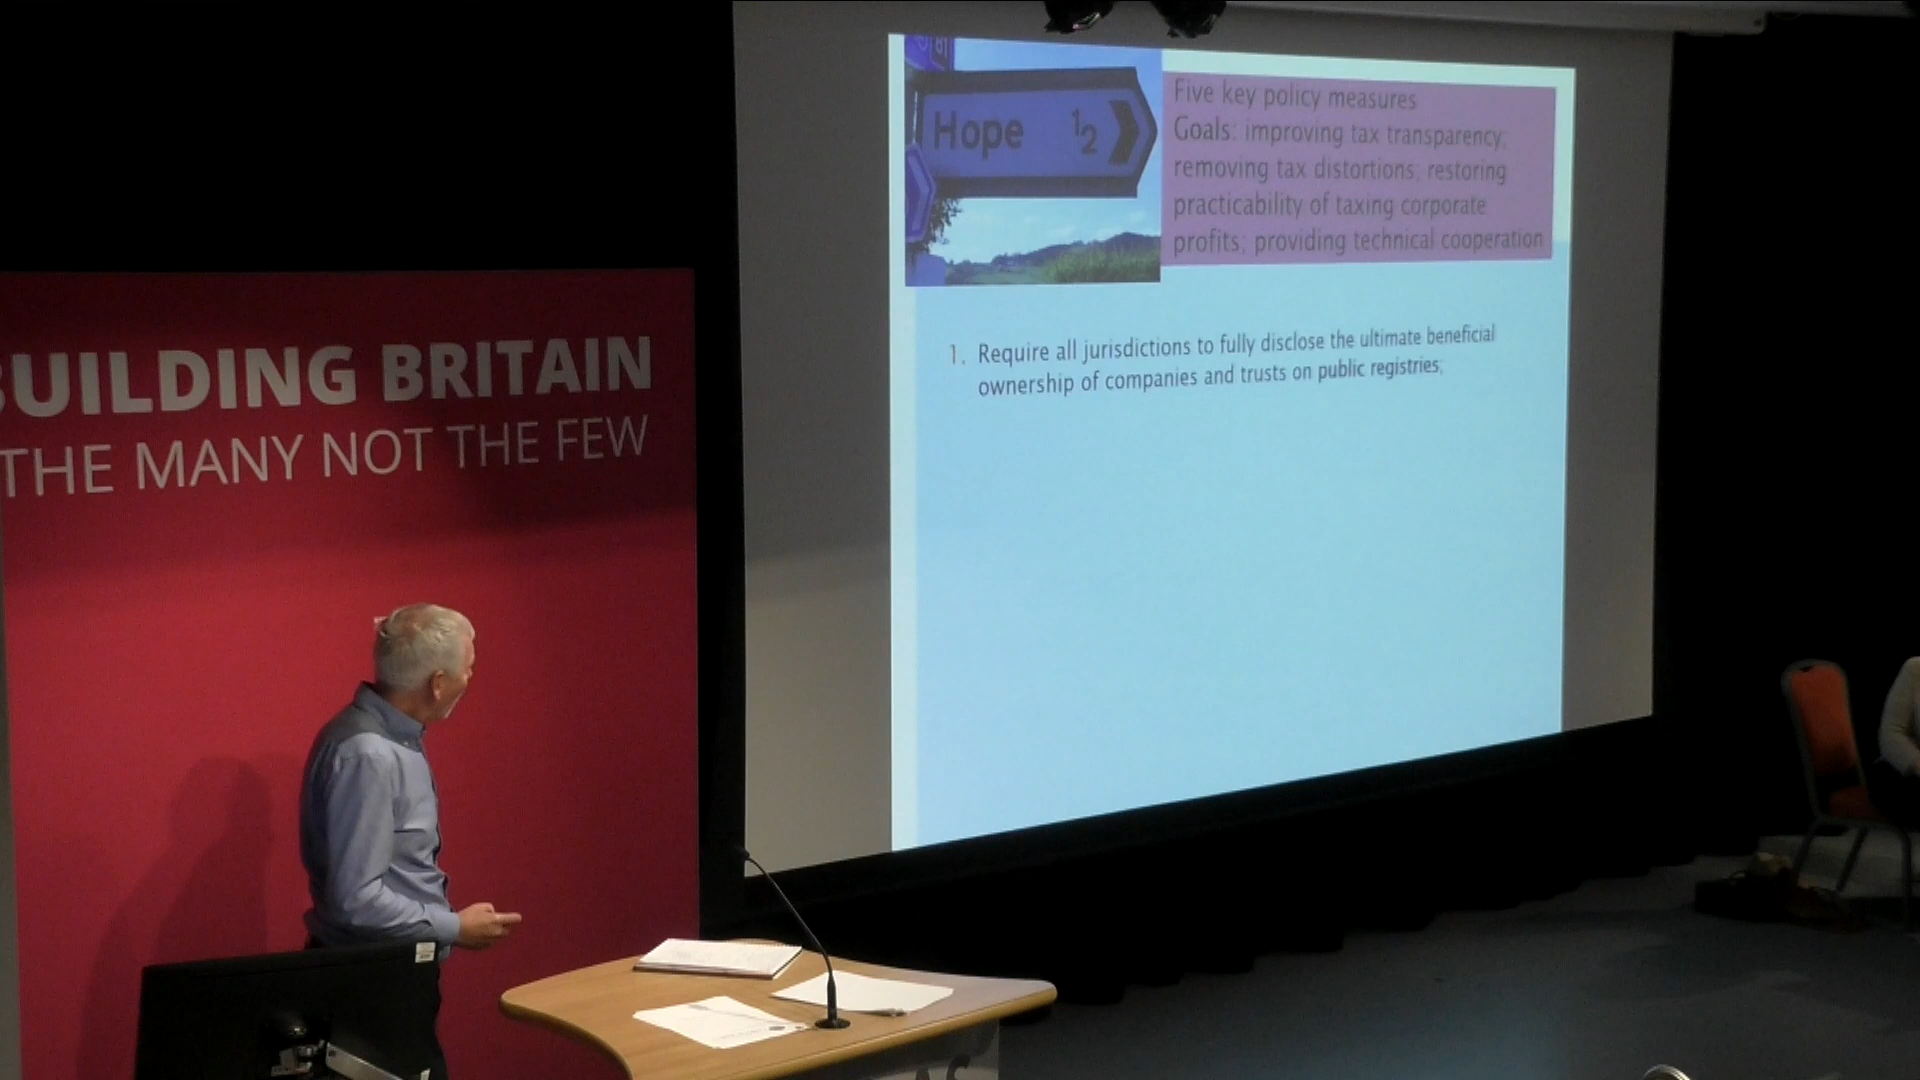 BUILDING BRITAIN
THE MANY NOT THE FEW
Hope ½
Five key policy measures
Goals: improving tax transparency;
removing tax distortions; restoring
practicability of taxing corporate
profits; providing technical cooperation
1. Require all jurisdictions to fully disclose the ultimate beneficial
ownership of companies and trusts on public registries;